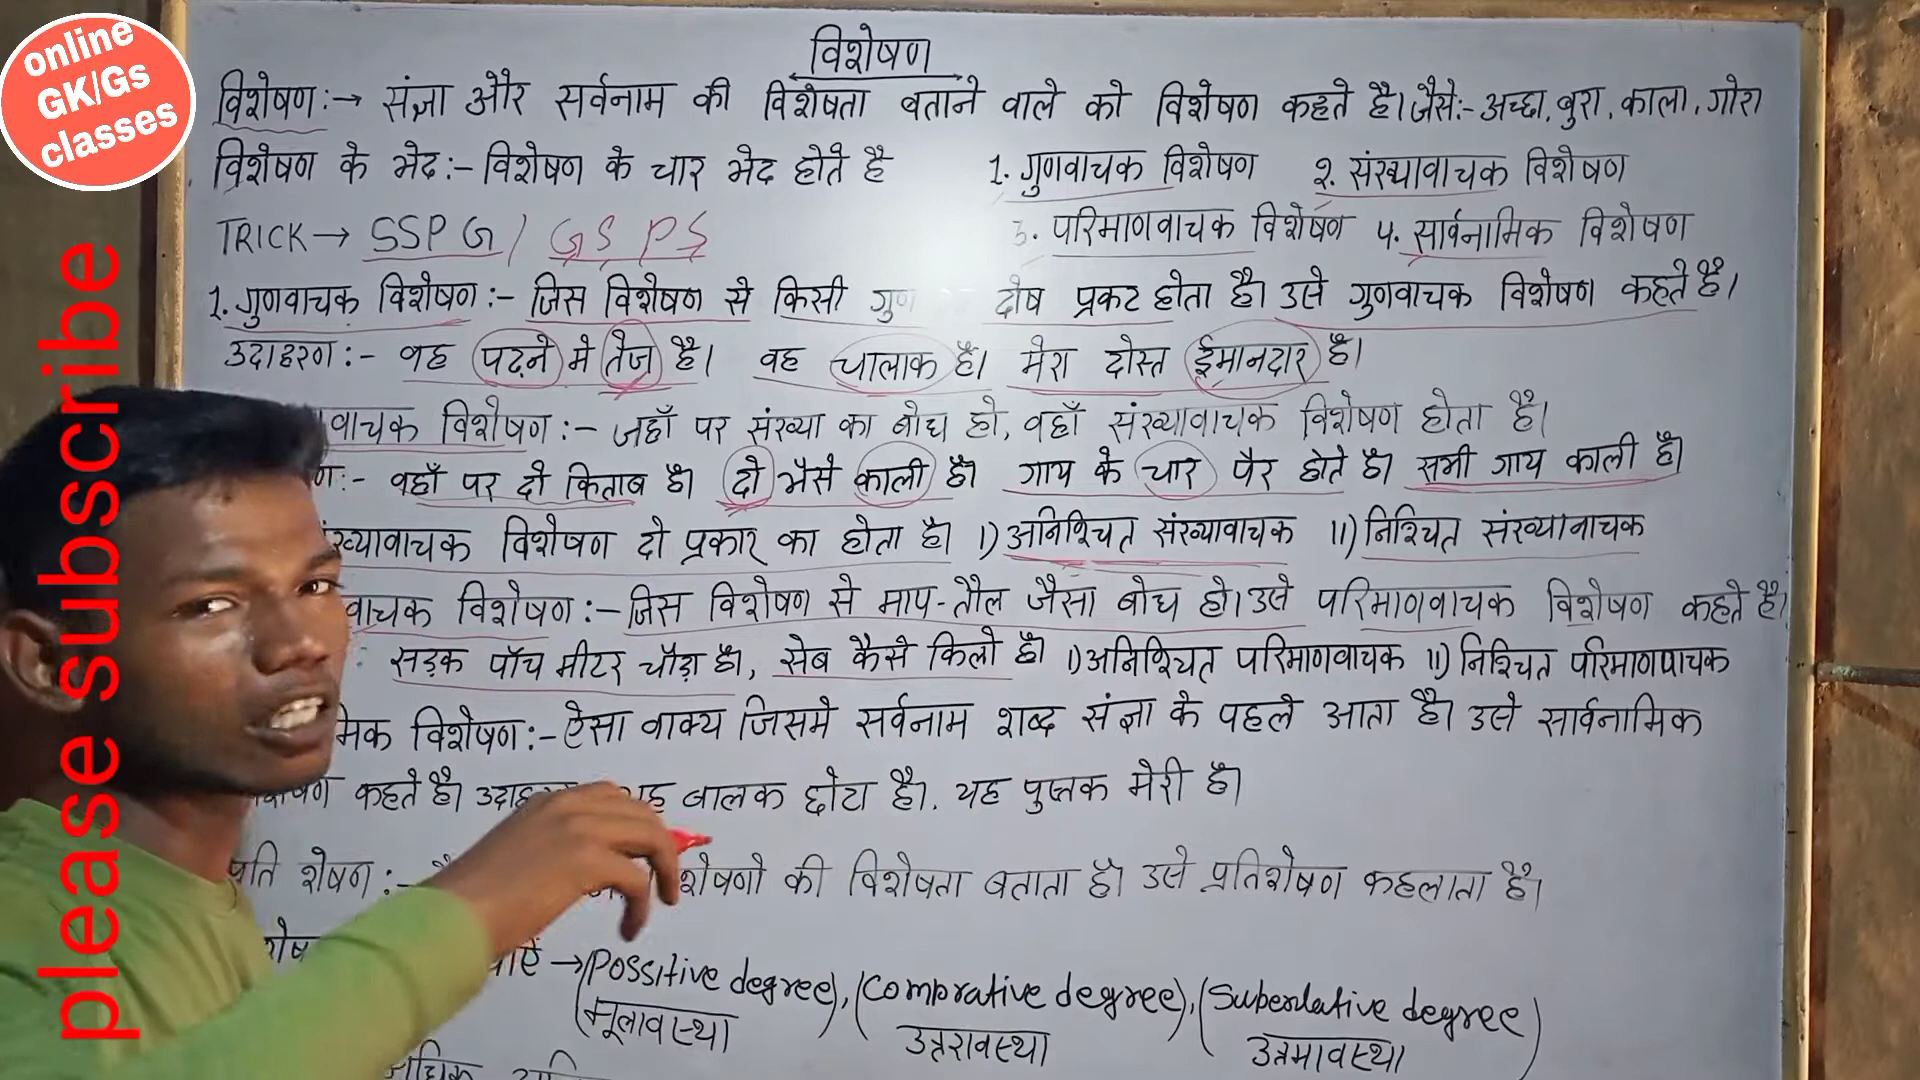 online
GK/Gs
classes
please subscribe
विशेषण
विशेषण :→ संज्ञा और सर्वनाम की विशेषता बताने वाले को विशेषण कहते है। जैसे:- अच्छा, बुरा, काला, गोरा
विशेषण के भेद:- विशेषण के चार भेद होते है 1. गुणवाचक विशेषण २. संख्यावाचक विशेषण
TRICK → SSPG / GSPS 3. परिमाणवाचक विशेषण ४. सार्वनामिक विशेषण
1. गुणवाचक विशेषण :- जिस विशेषण से किसी गुण दोष प्रकट होता है। उसे गुणवाचक विशेषण कहते है।
उदाहरण :- वह पढ़ने मे तेज है। वह चालाक है। मेरा दोस्त ईमानदार है।
वाचक विशेषण :- जहाँ पर संख्या का बोध हो, वहाँ संख्यावाचक विशेषण होता है।
ण:- वहाँ पर दो किताब है। दो भैसे काली है। गाय के चार पैर होते है। सभी गाय काली है।
ख्यावाचक विशेषण दो प्रकार का होता है। I) अनिश्चित संख्यावाचक II) निश्चित संख्यावाचक
वाचक विशेषण :- जिस विशेषण से माप-तौल जैसा बोध हो। उसे परिमाणवाचक विशेषण कहते है।
सड़क पाँच मीटर चौड़ा है, सेब कैसे किलो है। I) अनिश्चित परिमाणवाचक II) निश्चित परिमाणवाचक
मिक विशेषण:- ऐसा वाक्य जिसमे सर्वनाम शब्द संज्ञा के पहले आता है। उसे सार्वनामिक
कहते है। बालक छोटा है. यह पुस्तक मेरी है।
प्रति शेषण :- शेषणो की विशेषता बताता है। उसे प्रतिशेषण कहलाता है।
→ (Possitive degree), (Comprative degree), (Suberdative degree)
मूलावस्था उत्तरावस्था उत्तमावस्था